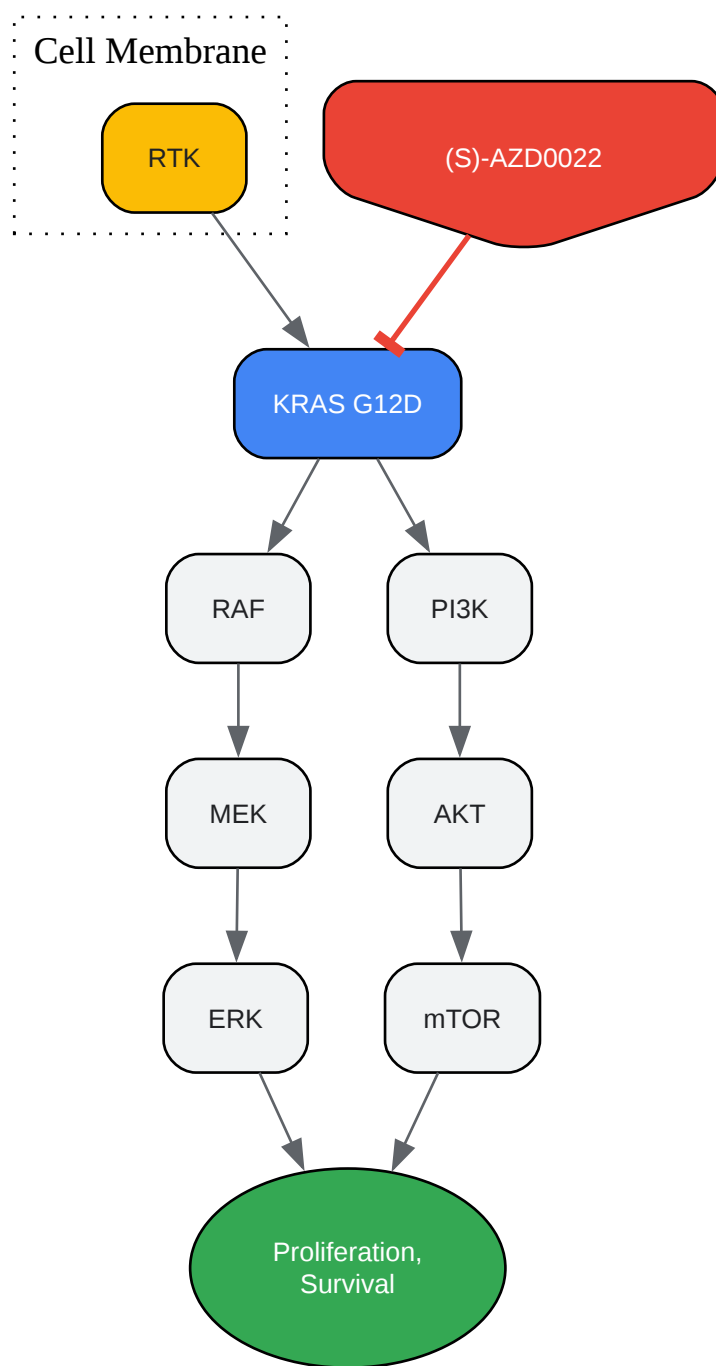 Cell Membrane
RTK
(S)-AZD0022
KRAS G12D
RAF
PI3K
MEK
AKT
ERK
mTOR
Proliferation,
Survival